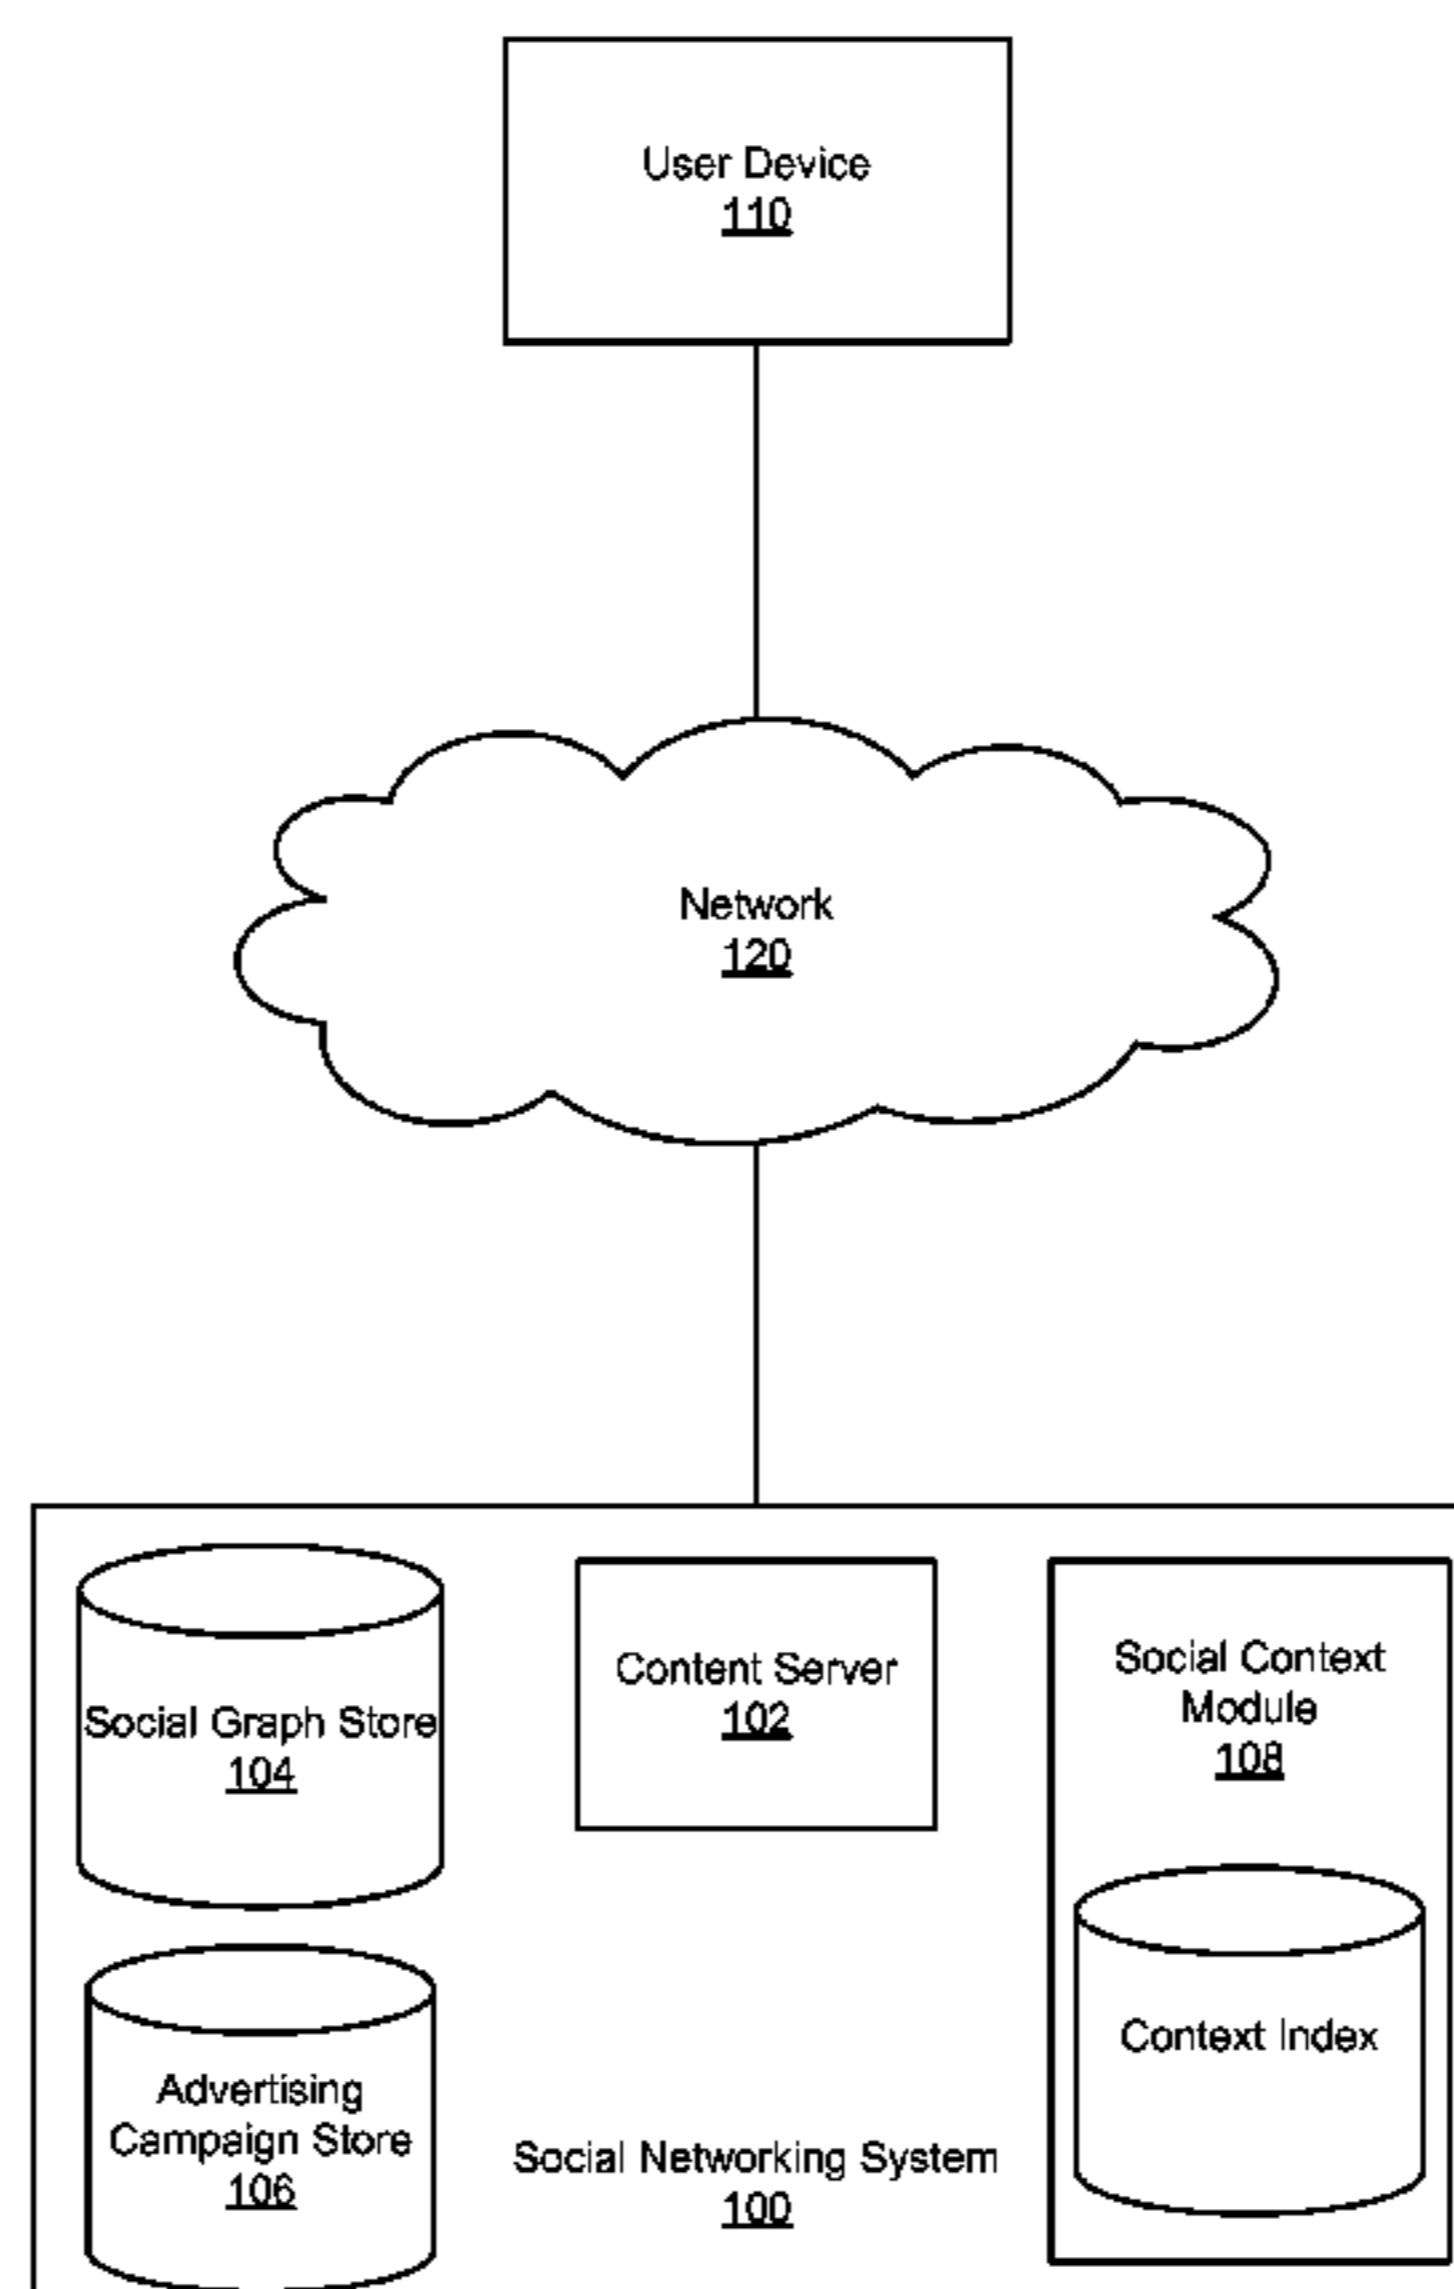 User Device
110
Network
120
Social Graph Store
104
Content Server
102
Social Context
Module
108
Context Index
Advertising
Campaign Store
106
Social Networking System
100